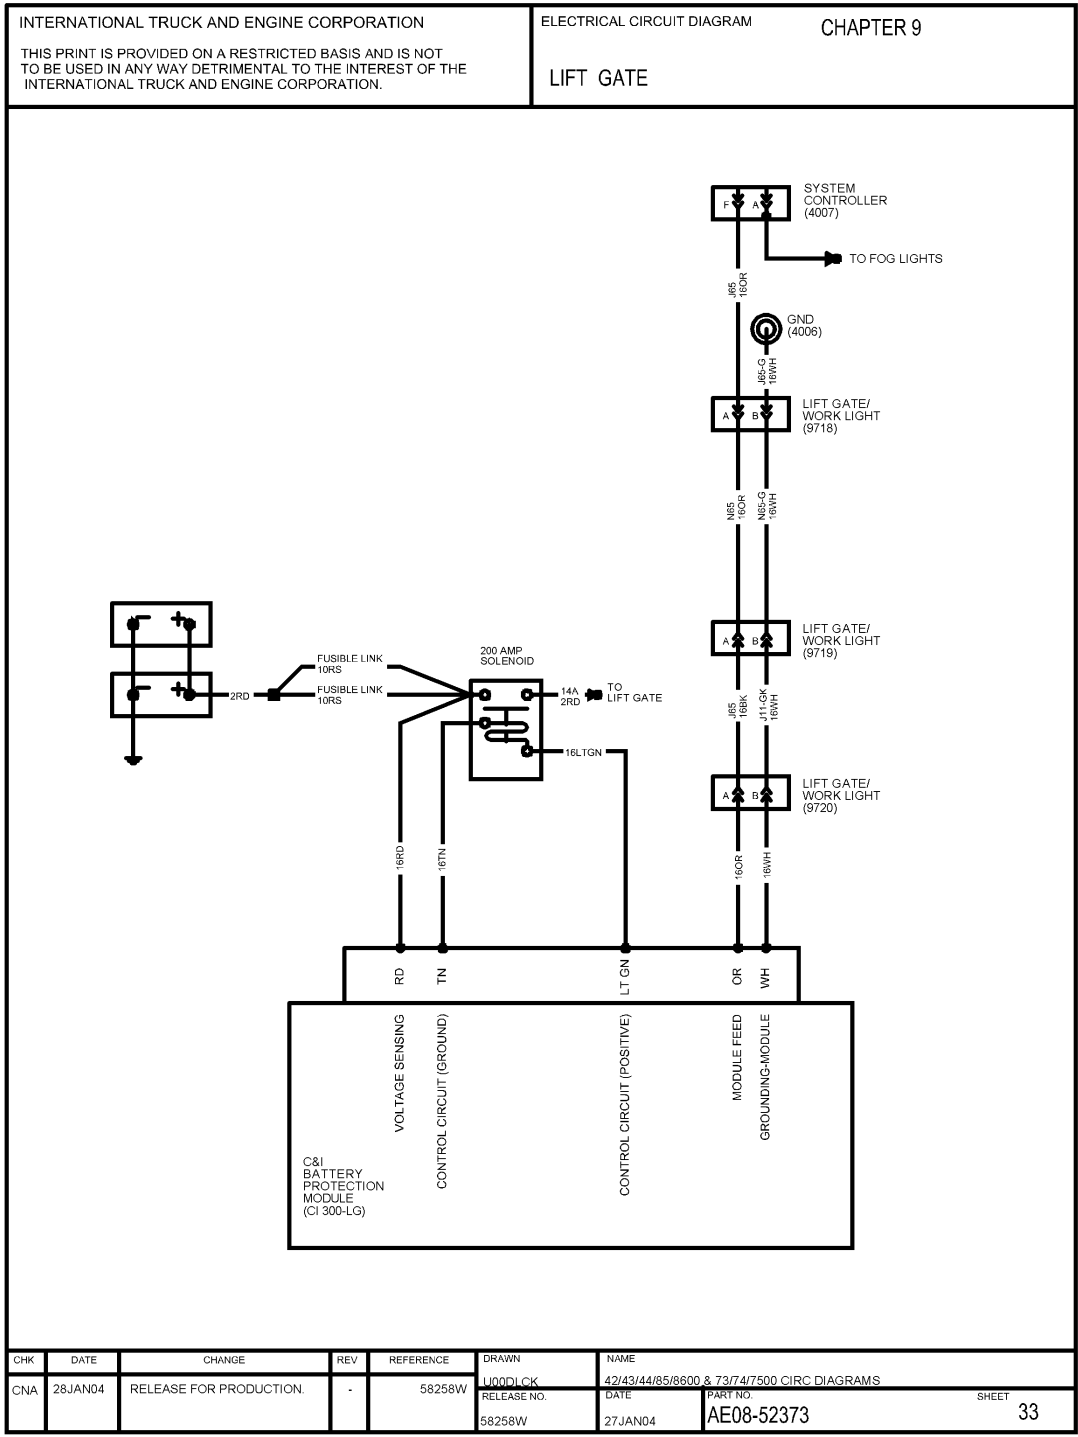 INTERNATIONAL TRUCK AND ENGINE CORPORATION
THIS PRINT IS PROVIDED ON A RESTRICTED BASIS AND IS NOT
TO BE USED IN ANY WAY DETRIMENTAL TO THE INTEREST OF THE
INTERNATIONAL TRUCK AND ENGINE CORPORATION.
ELECTRICAL CIRCUIT DIAGRAM
CHAPTER 9
LIFT GATE
F A
SYSTEM
CONTROLLER
(4007)
TO FOG LIGHTS
J65
16OR
GND
(4006)
J65-G
16WH
A B
LIFT GATE/
WORK LIGHT
(9718)
N65
16OR
N65-G
16WH
A B
LIFT GATE/
WORK LIGHT
(9719)
J65
16BK
J11-GK
16WH
A B
LIFT GATE/
WORK LIGHT
(9720)
16OR
16WH
- +
- +
2RD
FUSIBLE LINK
10RS
FUSIBLE LINK
10RS
200 AMP
SOLENOID
14A
2RD
TO
LIFT GATE
16LTGN
16RD
16TN
RD
TN
LT GN
OR
WH
VOLTAGE SENSING
CONTROL CIRCUIT (GROUND)
CONTROL CIRCUIT (POSITIVE)
MODULE FEED
GROUNDING-MODULE
C&I
BATTERY
PROTECTION
MODULE
(CI 300-LG)
CHK DATE CHANGE REV REFERENCE
CNA 28JAN04 RELEASE FOR PRODUCTION. - 58258W
DRAWN
U00DLCK
NAME
42/43/44/85/8600 & 73/74/7500 CIRC DIAGRAMS
RELEASE NO.
58258W
DATE
27JAN04
PART NO.
AE08-52373
SHEET
33